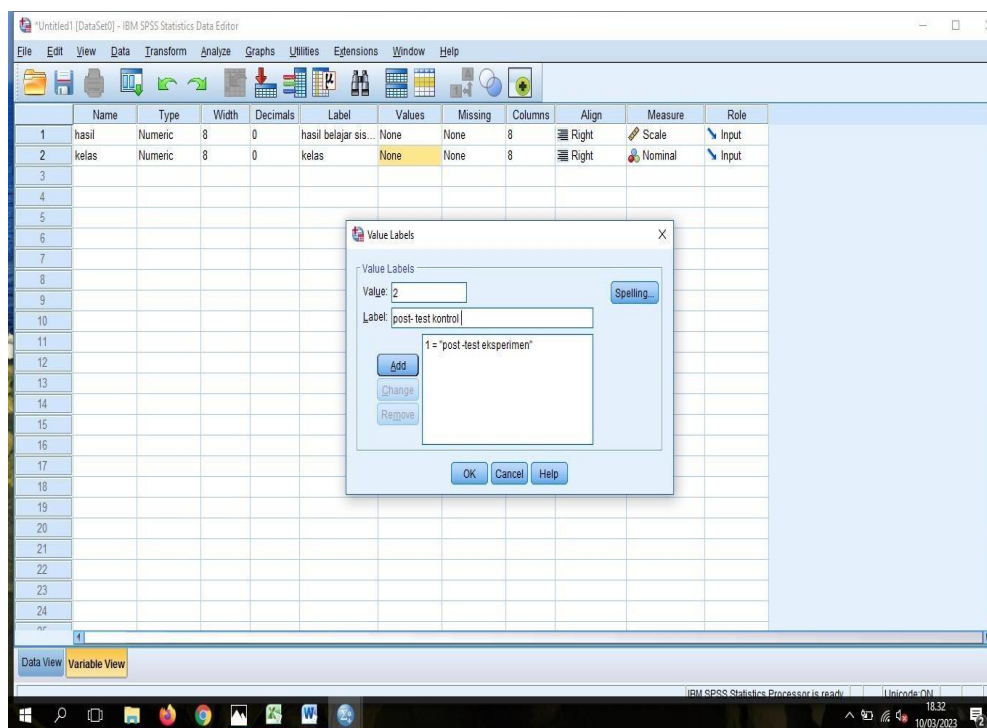 *Untitled1 [DataSet0] - IBM SPSS Statistics Data Editor
File Edit View Data Transform Analyze Graphs Utilities Extensions Window Help
Name Type Width Decimals Label Values Missing Columns Align Measure Role
1 hasil Numeric 8 0 hasil belajar sis... None None 8 Right Scale Input
2 kelas Numeric 8 0 kelas None None 8 Right Nominal Input
3
4
5
6
7
8
9
10
11
12
13
14
15
16
17
18
19
20
21
22
23
24
Value Labels
Value Labels
Value: 2
Spelling...
Label: post- test kontrol
1 = "post -test eksperimen"
Add
Change
Remove
OK Cancel Help
Data View Variable View
IBM SPSS Statistics Processor is ready Unicode:ON
18.32
10/03/2023
2